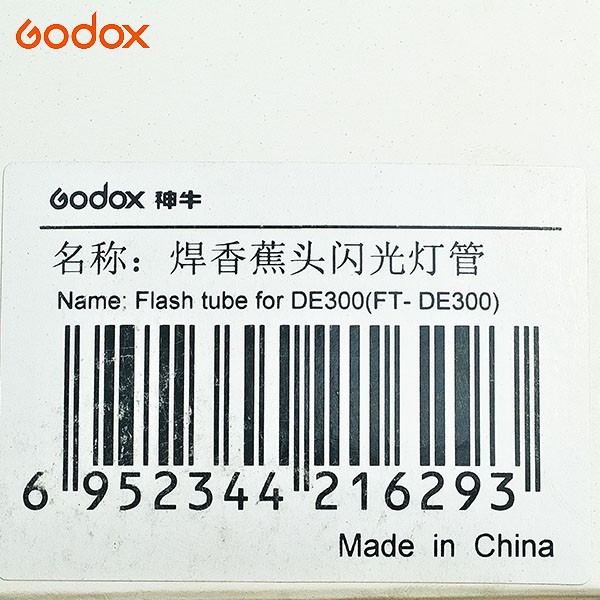 Godox
Godox 神牛
名称：焊香蕉头闪光灯管
Name: Flash tube for DE300(FT- DE300)
6 952344 216293
Made in China